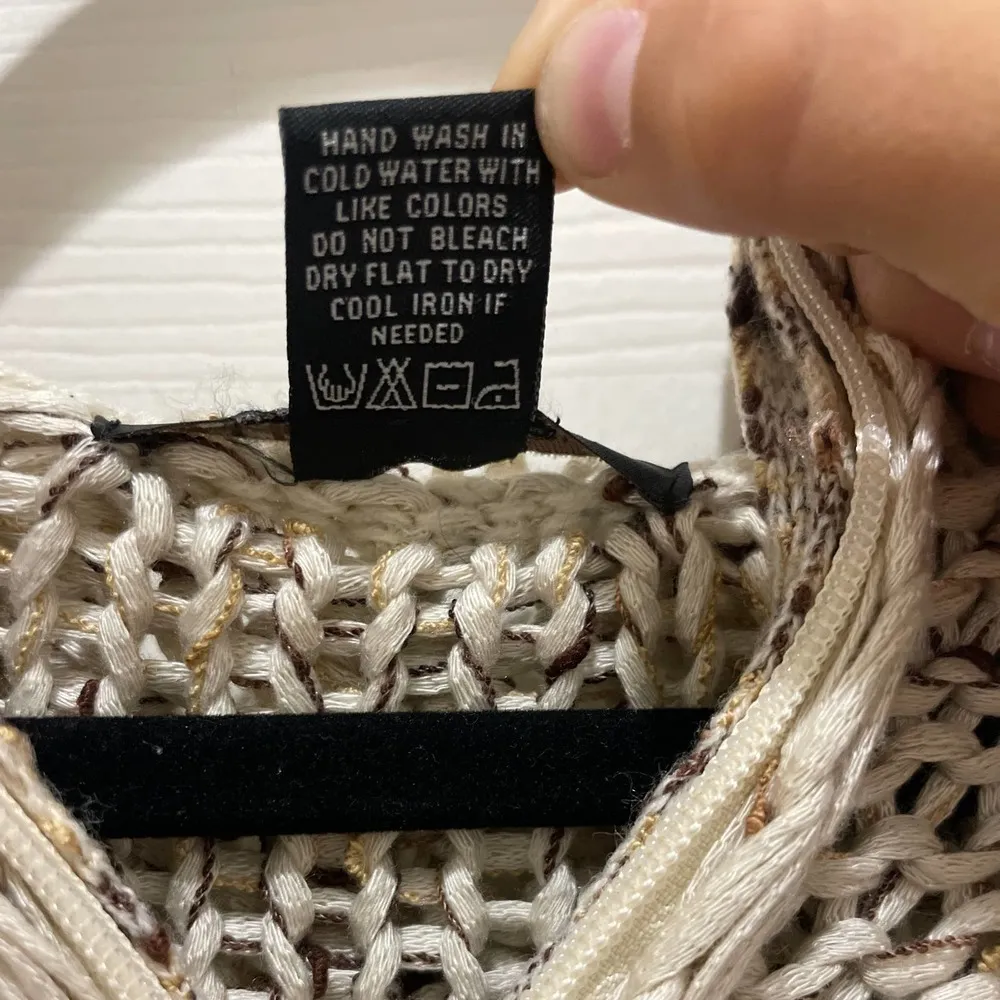 HAND WASH IN
COLD WATER WITH
LIKE COLORS
DO NOT BLEACH
DRY FLAT TO DRY
COOL IRON IF
NEEDED